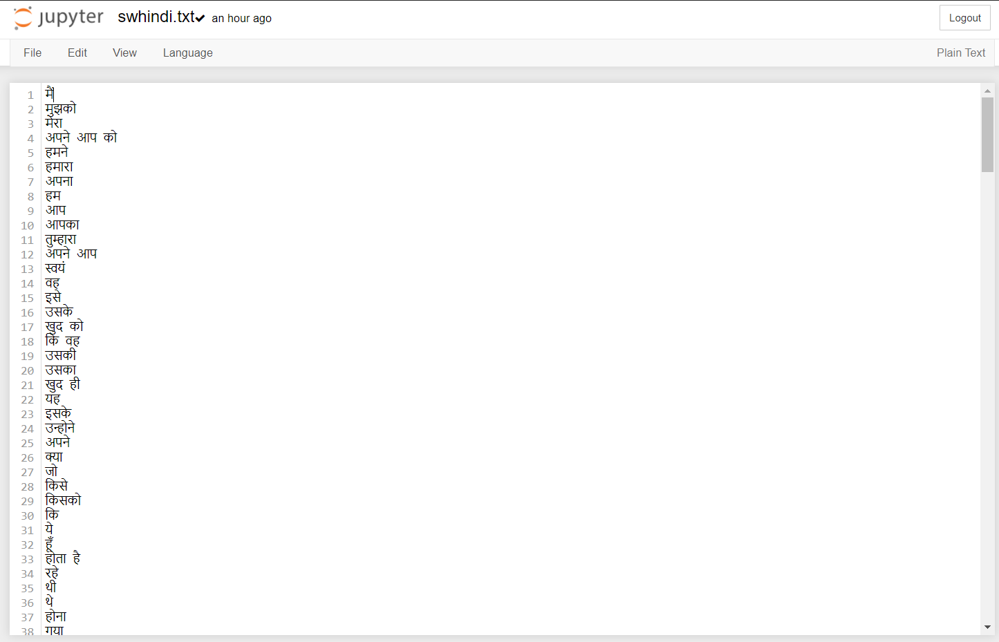 jupyter swhindi.txt✔ an hour ago Logout
File Edit View Language Plain Text
1 मैं
2 मुझको
3 मेरा
4 अपने आप को
5 हमने
6 हमारा
7 अपना
8 हम
9 आप
10 आपका
11 तुम्हारा
12 अपने आप
13 स्वयं
14 वह
15 इसे
16 उसके
17 खुद को
18 कि वह
19 उसकी
20 उसका
21 खुद ही
22 यह
23 इसके
24 उन्होने
25 अपने
26 क्या
27 जो
28 किसे
29 किसको
30 कि
31 ये
32 हूँ
33 होता है
34 रहे
35 थी
36 थे
37 होना
38 गया